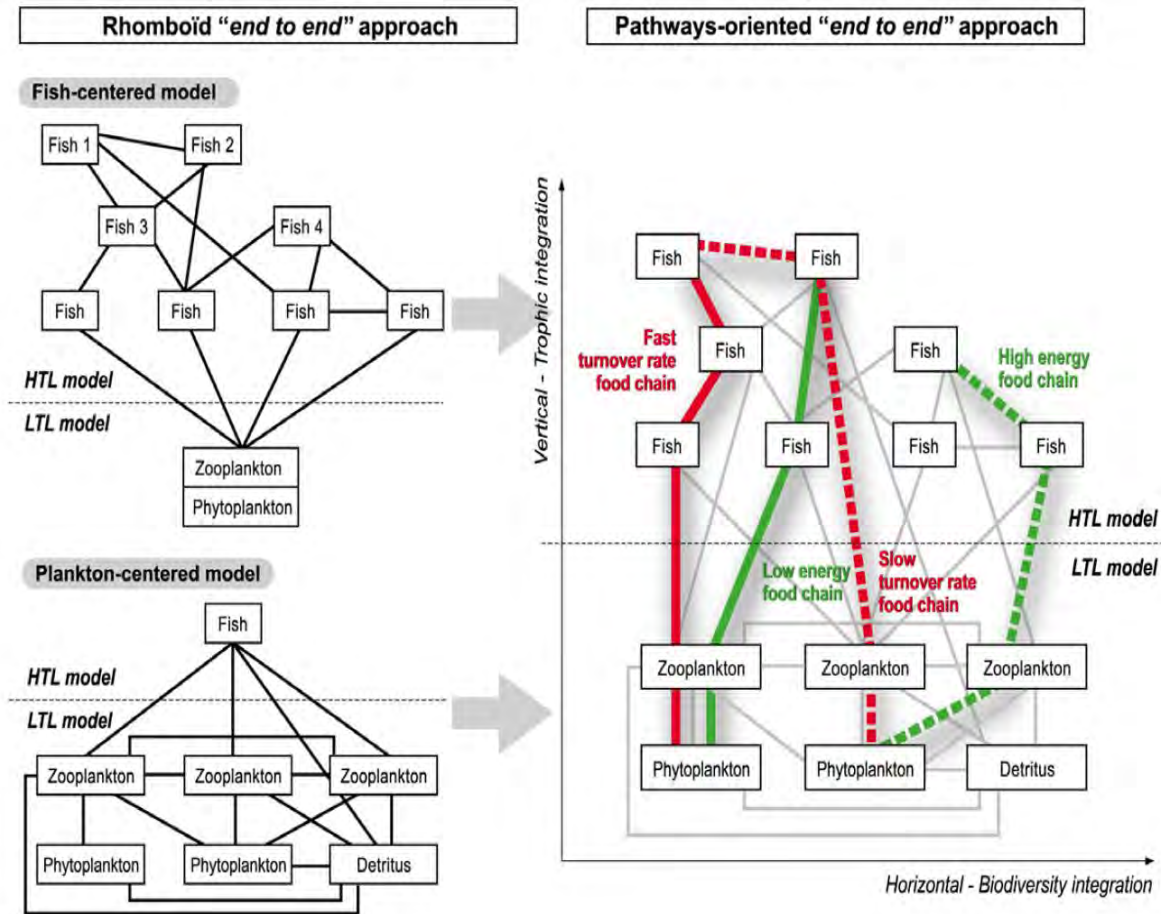 Rhomboïd “end to end” approach
Fish-centered model
Fish 1
Fish 2
Fish 3
Fish 4
Fish
Fish
Fish
Fish
HTL model
LTL model
Zooplankton
Phytoplankton
Plankton-centered model
Fish
HTL model
LTL model
Zooplankton
Zooplankton
Zooplankton
Phytoplankton
Phytoplankton
Detritus
Pathways-oriented “end to end” approach
Vertical - Trophic integration
Fish
Fish
Fast
turnover rate
food chain
Fish
Fish
High energy
food chain
Fish
Fish
Fish
Fish
HTL model
LTL model
Low energy
food chain
Slow
turnover rate
food chain
Zooplankton
Zooplankton
Zooplankton
Phytoplankton
Phytoplankton
Detritus
Horizontal - Biodiversity integration